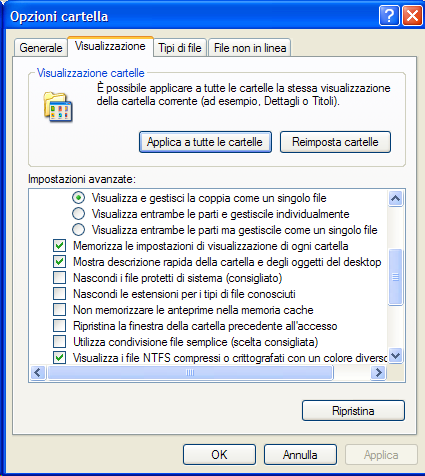 Opzioni cartella
Generale Visualizzazione Tipi di file File non in linea
Visualizzazione cartelle
È possibile applicare a tutte le cartelle la stessa visualizzazione
della cartella corrente (ad esempio, Dettagli o Titoli).
Applica a tutte le cartelle Reimposta cartelle
Impostazioni avanzate:
Visualizza e gestisci la coppia come un singolo file
Visualizza entrambe le parti e gestiscile individualmente
Visualizza entrambe le parti ma gestiscile come un singolo file
Memorizza le impostazioni di visualizzazione di ogni cartella
Mostra descrizione rapida della cartella e degli oggetti del desktop
Nascondi i file protetti di sistema (consigliato)
Nascondi le estensioni per i tipi di file conosciuti
Non memorizzare le anteprime nella memoria cache
Ripristina la finestra della cartella precedente all'accesso
Utilizza condivisione file semplice (scelta consigliata)
Visualizza i file NTFS compressi o crittografati con un colore diverso
Ripristina
OK Annulla Applica